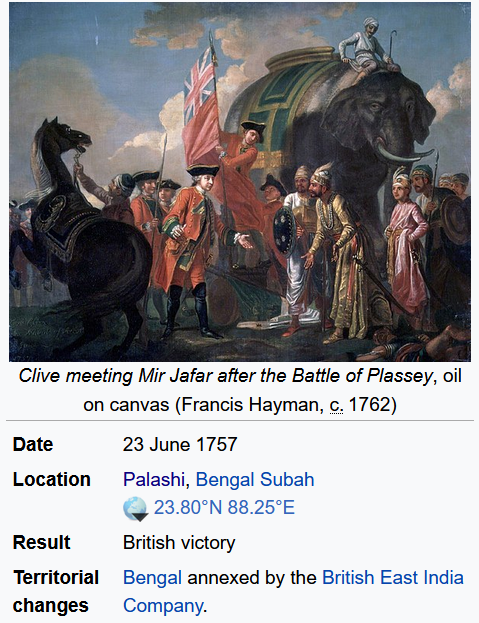 Clive meeting Mir Jafar after the Battle of Plassey, oil
on canvas (Francis Hayman, c. 1762)
Date 23 June 1757
Location Palashi, Bengal Subah
23.80°N 88.25°E
Result British victory
Territorial Bengal annexed by the British East India
changes Company.